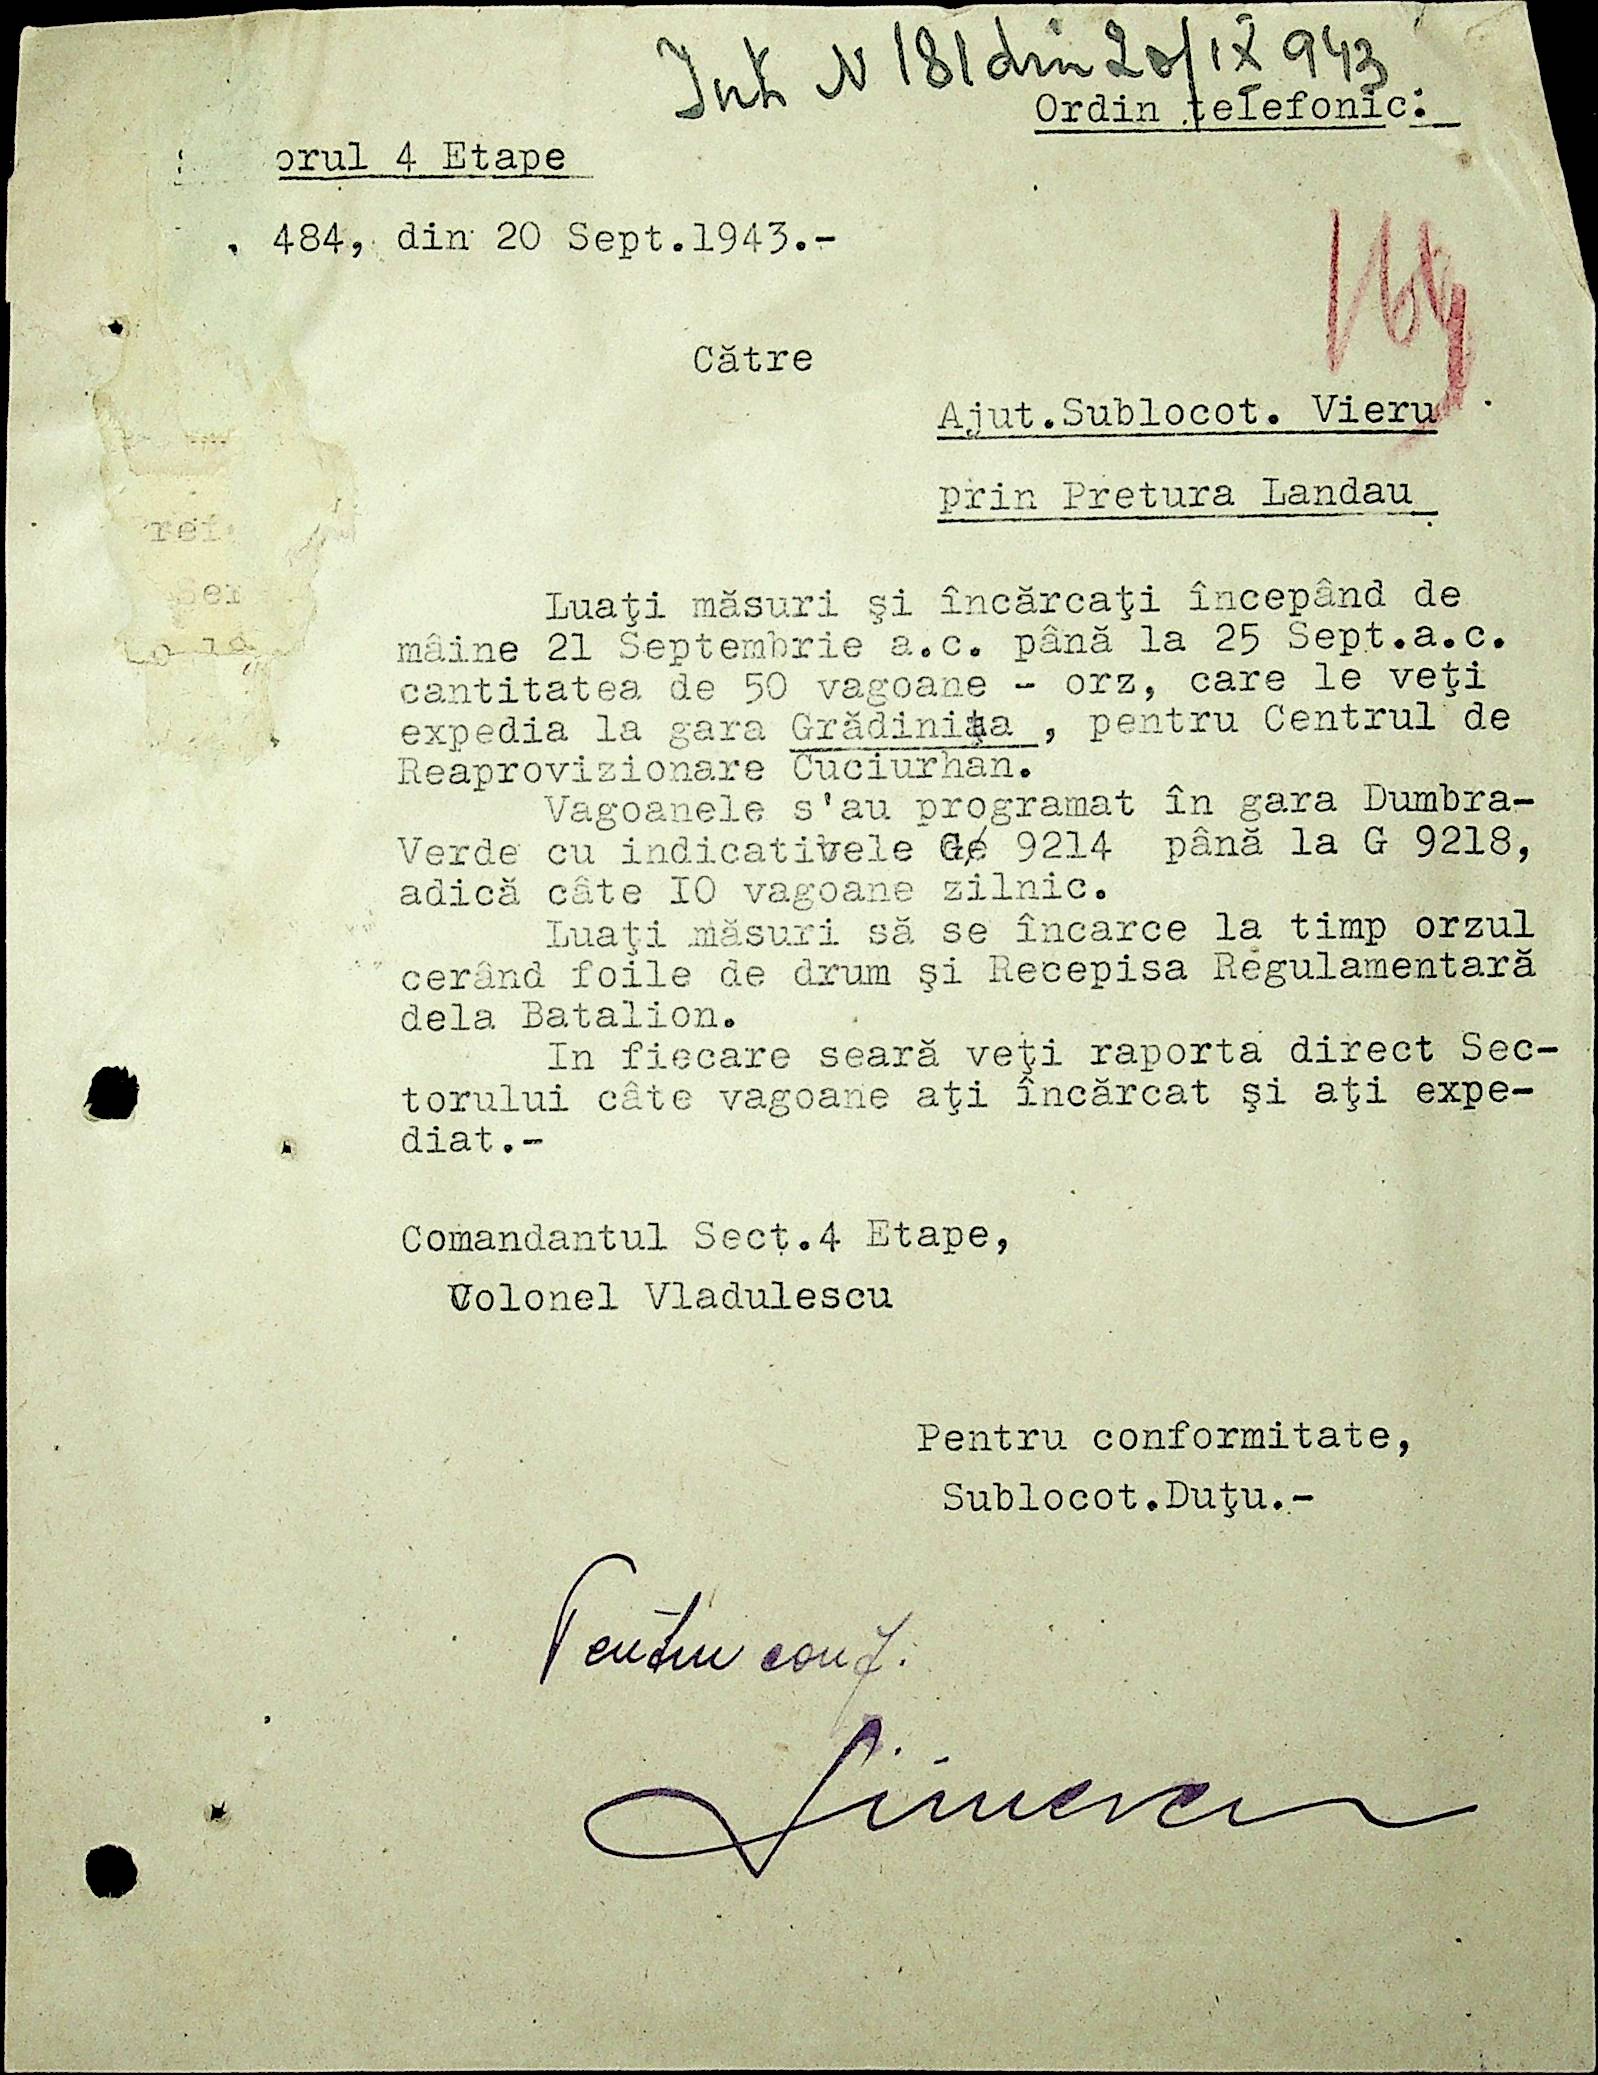 Int N 181 din 20/IX 943
Ordin telefonic:
orul 4 Etape
. 484, din 20 Sept.1943.-
Către
Ajut.Sublocot. Vieru
prin Pretura Landau
Luaţi măsuri şi încărcaţi începând de
mâine 21 Septembrie a.c. până la 25 Sept.a.c.
cantitatea de 50 vagoane - orz, care le veţi
expedia la gara Grădiniţa , pentru Centrul de
Reaprovizionare Cuciurhan.
Vagoanele s'au programat în gara Dumbra-
Verde cu indicativele G 9214 până la G 9218,
adică câte IO vagoane zilnic.
Luaţi măsuri să se încarce la timp orzul
cerând foile de drum şi Recepisa Regulamentară
dela Batalion.
In fiecare seară veţi raporta direct Sec-
torului câte vagoane aţi încărcat şi aţi expe-
diat.-
Comandantul Sect.4 Etape,
Colonel Vladulescu
Pentru conformitate,
Sublocot.Duţu.-
Pentru conf.